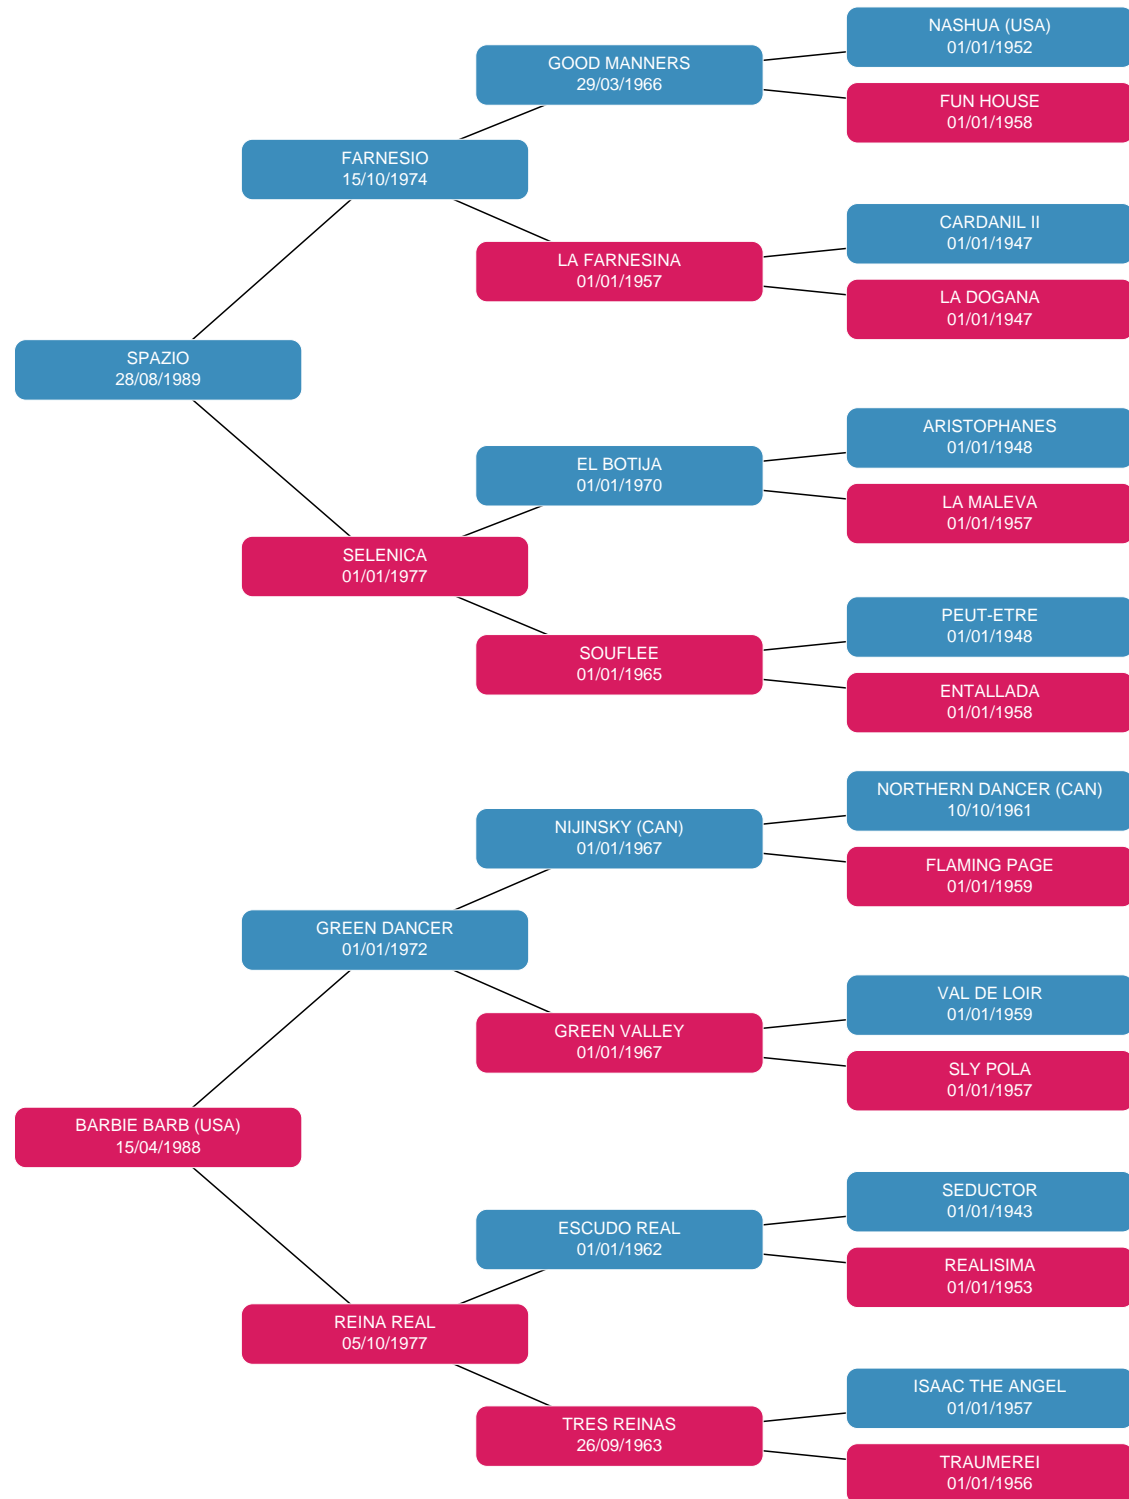 NASHUA (USA)
01/01/1952
GOOD MANNERS
29/03/1966
FUN HOUSE
01/01/1958
FARNESIO
15/10/1974
CARDANIL II
01/01/1947
LA FARNESINA
01/01/1957
LA DOGANA
01/01/1947
SPAZIO
28/08/1989
ARISTOPHANES
01/01/1948
EL BOTIJA
01/01/1970
LA MALEVA
01/01/1957
SELENICA
01/01/1977
PEUT-ETRE
01/01/1948
SOUFLEE
01/01/1965
ENTALLADA
01/01/1958
NORTHERN DANCER (CAN)
10/10/1961
NIJINSKY (CAN)
01/01/1967
FLAMING PAGE
01/01/1959
GREEN DANCER
01/01/1972
VAL DE LOIR
01/01/1959
GREEN VALLEY
01/01/1967
SLY POLA
01/01/1957
BARBIE BARB (USA)
15/04/1988
SEDUCTOR
01/01/1943
ESCUDO REAL
01/01/1962
REALISIMA
01/01/1953
REINA REAL
05/10/1977
ISAAC THE ANGEL
01/01/1957
TRES REINAS
26/09/1963
TRAUMEREI
01/01/1956